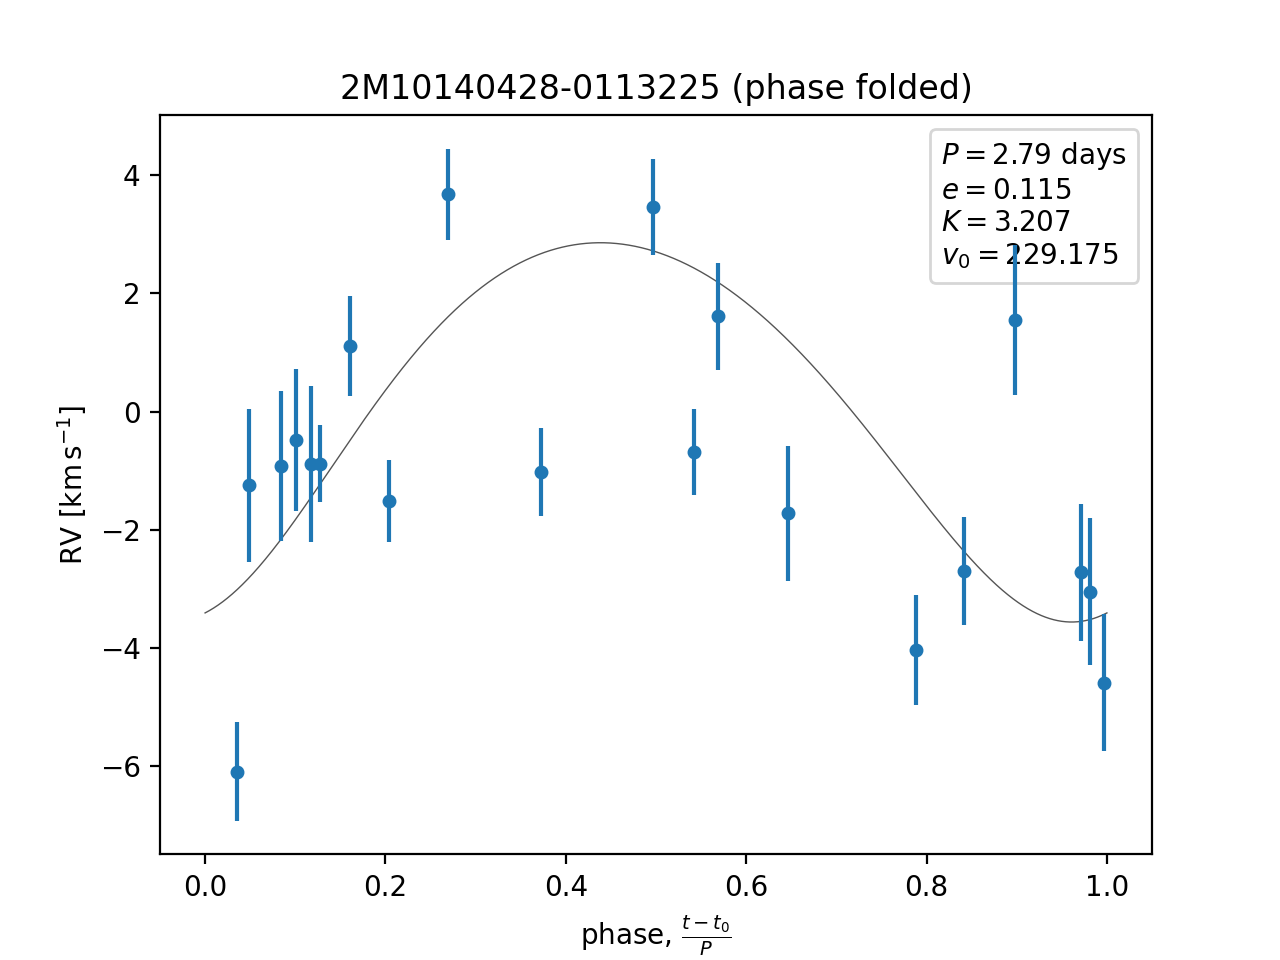 2M10140428-0113225 (phase folded)
P = 2.79 days
e = 0.115
K = 3.207
v₀ = 229.175
4
2
0
−2
−4
−6
RV [km s⁻¹]
0.0 0.2 0.4 0.6 0.8 1.0
phase, (t − t₀)/P